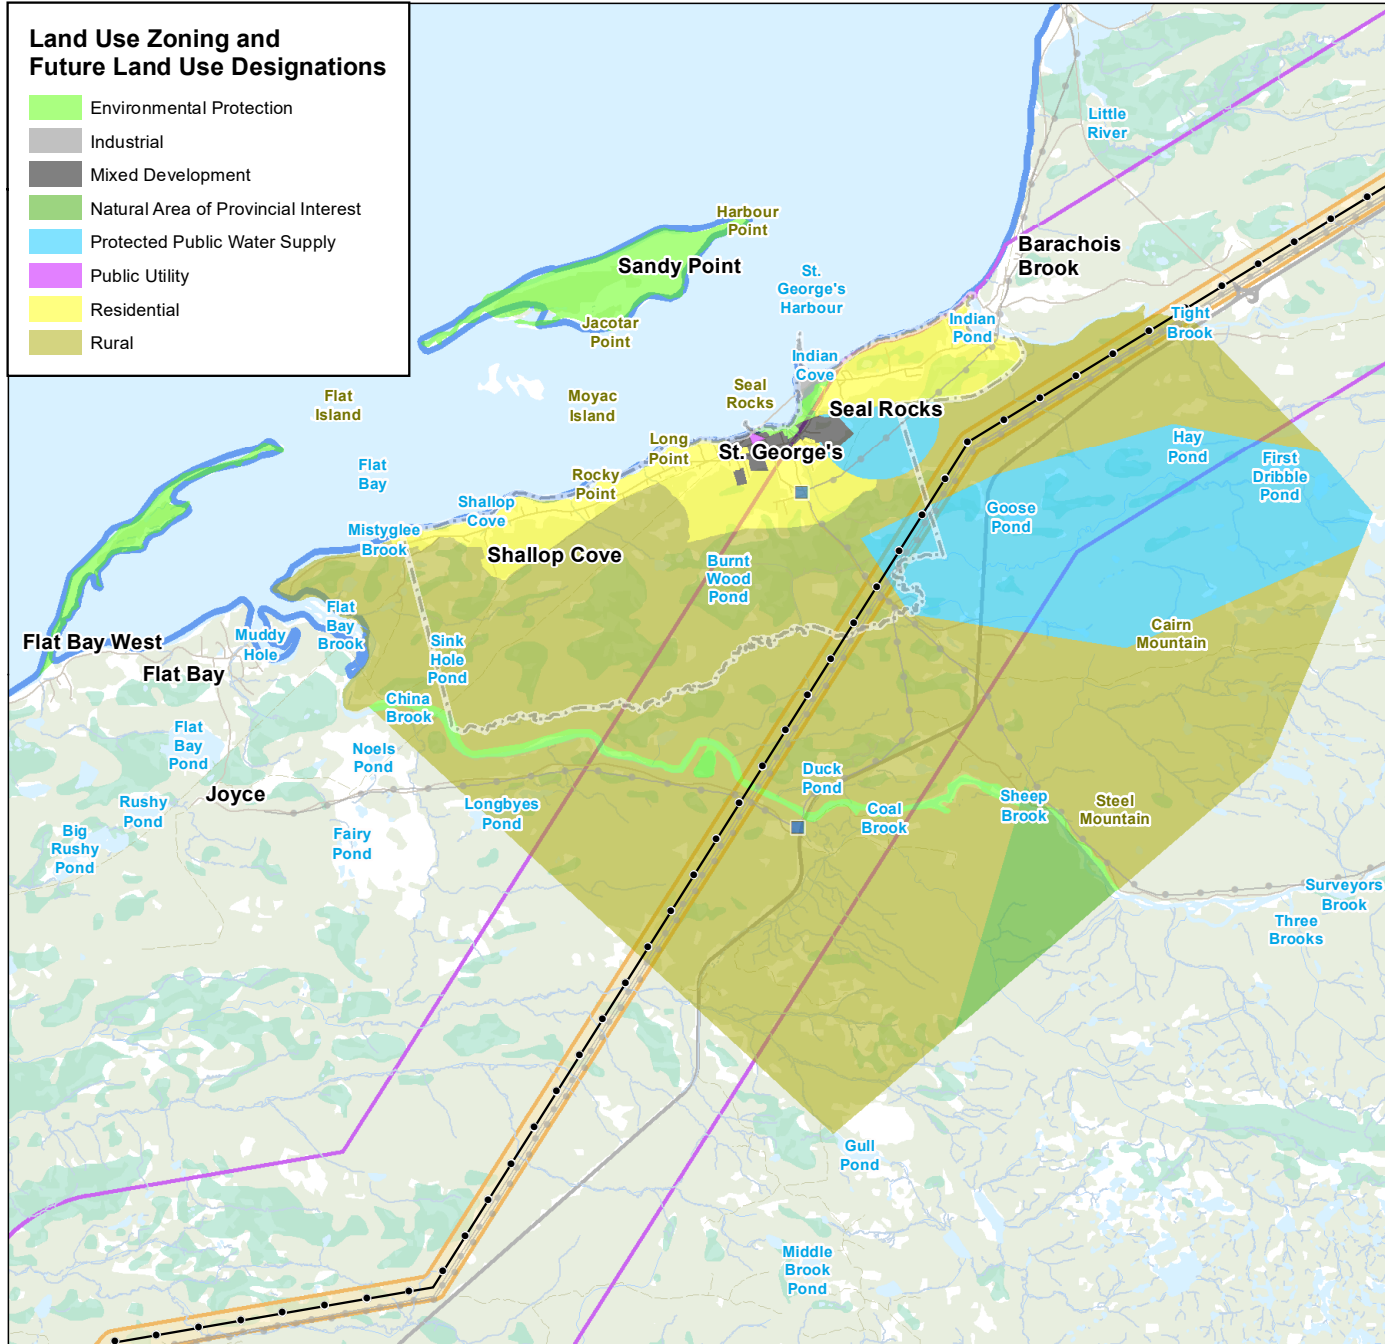 Land Use Zoning and
Future Land Use Designations
Environmental Protection
Industrial
Mixed Development
Natural Area of Provincial Interest
Protected Public Water Supply
Public Utility
Residential
Rural
Little
River
Harbour
Point
Sandy Point
Barachois
Brook
St.
George's
Harbour
Jacotar
Point
Indian
Pond
Tight
Brook
Indian
Cove
Flat
Island
Moyac
Island
Seal
Rocks
Seal Rocks
Long
Point
St. George's
Hay
Pond
First
Dribble
Pond
Flat
Bay
Rocky
Point
Shallop
Cove
Goose
Pond
Mistyglee
Brook
Shallop Cove
Burnt
Wood
Pond
Flat
Bay
Brook
Flat Bay West
Muddy
Hole
Sink
Hole
Pond
Cairn
Mountain
Flat Bay
China
Brook
Flat
Bay
Pond
Noels
Pond
Duck
Pond
Joyce
Rushy
Pond
Longbyes
Pond
Coal
Brook
Sheep
Brook
Steel
Mountain
Big
Rushy
Pond
Fairy
Pond
Surveyors
Brook
Three
Brooks
Gull
Pond
Middle
Brook
Pond